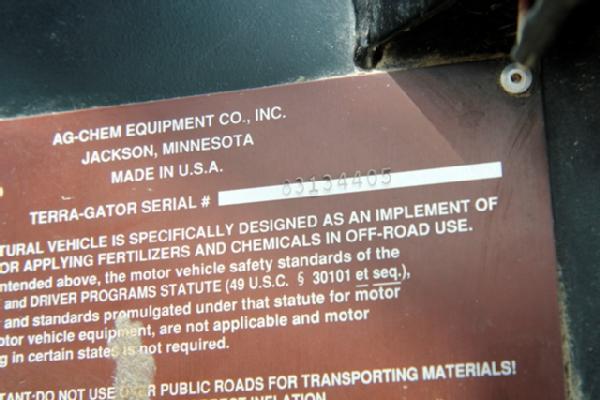 AG-CHEM EQUIPMENT CO., INC.
JACKSON, MINNESOTA
MADE IN U.S.A.
TERRA-GATOR SERIAL # 83134405
TURAL VEHICLE IS SPECIFICALLY DESIGNED AS AN IMPLEMENT OF
OR APPLYING FERTILIZERS AND CHEMICALS IN OFF-ROAD USE.
ntended above, the motor vehicle safety standards of the
and DRIVER PROGRAMS STATUTE (49 U.S.C. § 30101 et seq.),
and standards promulgated under that statute for motor
otor vehicle equipment, are not applicable and motor
g in certain states is not required.
TANT-DO NOT USE PUBLIC ROADS FOR TRANSPORTING MATERIALS!
INFLATION